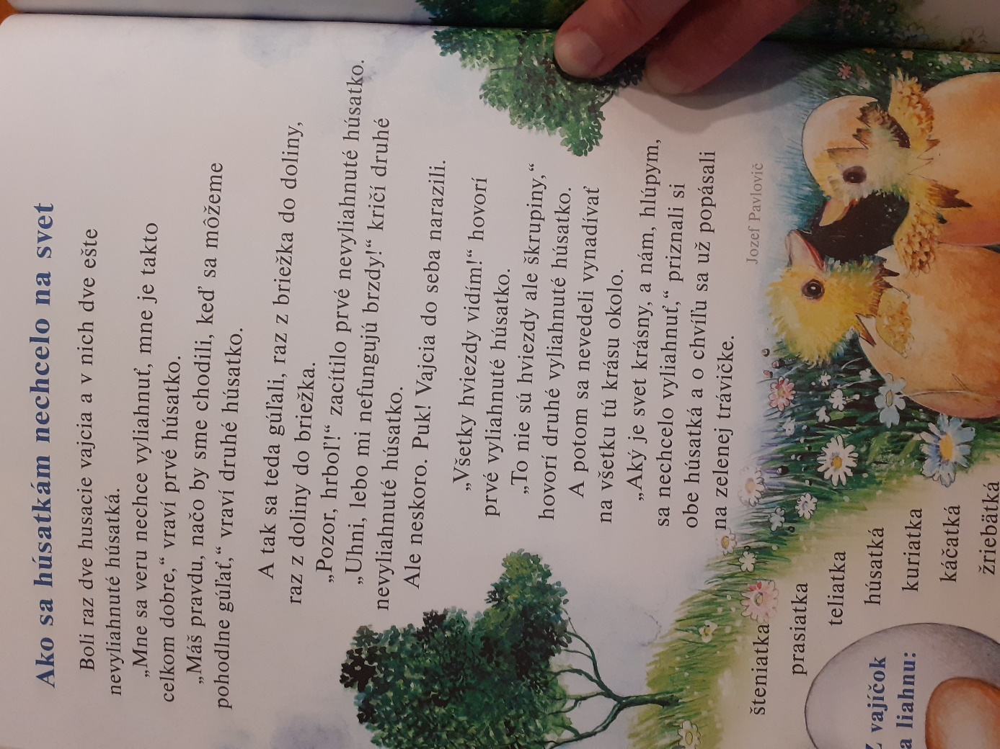 Ako sa húsatkám nechcelo na svet
Boli raz dve husacie vajcia a v nich dve ešte
nevyliahnuté húsatká.
„Mne sa veru nechce vyliahnuť, mne je takto
celkom dobre,“ vraví prvé húsatko.
„Máš pravdu, načo by sme chodili, keď sa môžeme
pohodlne gúľať,“ vraví druhé húsatko.
A tak sa teda gúľali, raz z briežka do doliny,
raz z doliny do briežka.
„Pozor, hrboľ!“ zacítilo prvé nevyliahnuté húsatko.
„Uhni, lebo mi nefungujú brzdy!“ kričí druhé
nevyliahnuté húsatko.
Ale neskoro. Puk! Vajcia do seba narazili.
„Všetky hviezdy vidím!“ hovorí
prvé vyliahnuté húsatko.
„To nie sú hviezdy ale škrupiny,“
hovorí druhé vyliahnuté húsatko.
A potom sa nevedeli vynadívať
na všetku tú krásu okolo.
„Aký je svet krásny, a nám, hlúpym,
sa nechcelo vyliahnuť,“ priznali si
obe húsatká a o chvíľu sa už popásali
na zelenej trávičke.
Jozef Pavlovič
šteniatka
prasiatka
teliatka
húsatká
kuriatka
káčatká
žriebätká
Z vajíčok
a liahnu: